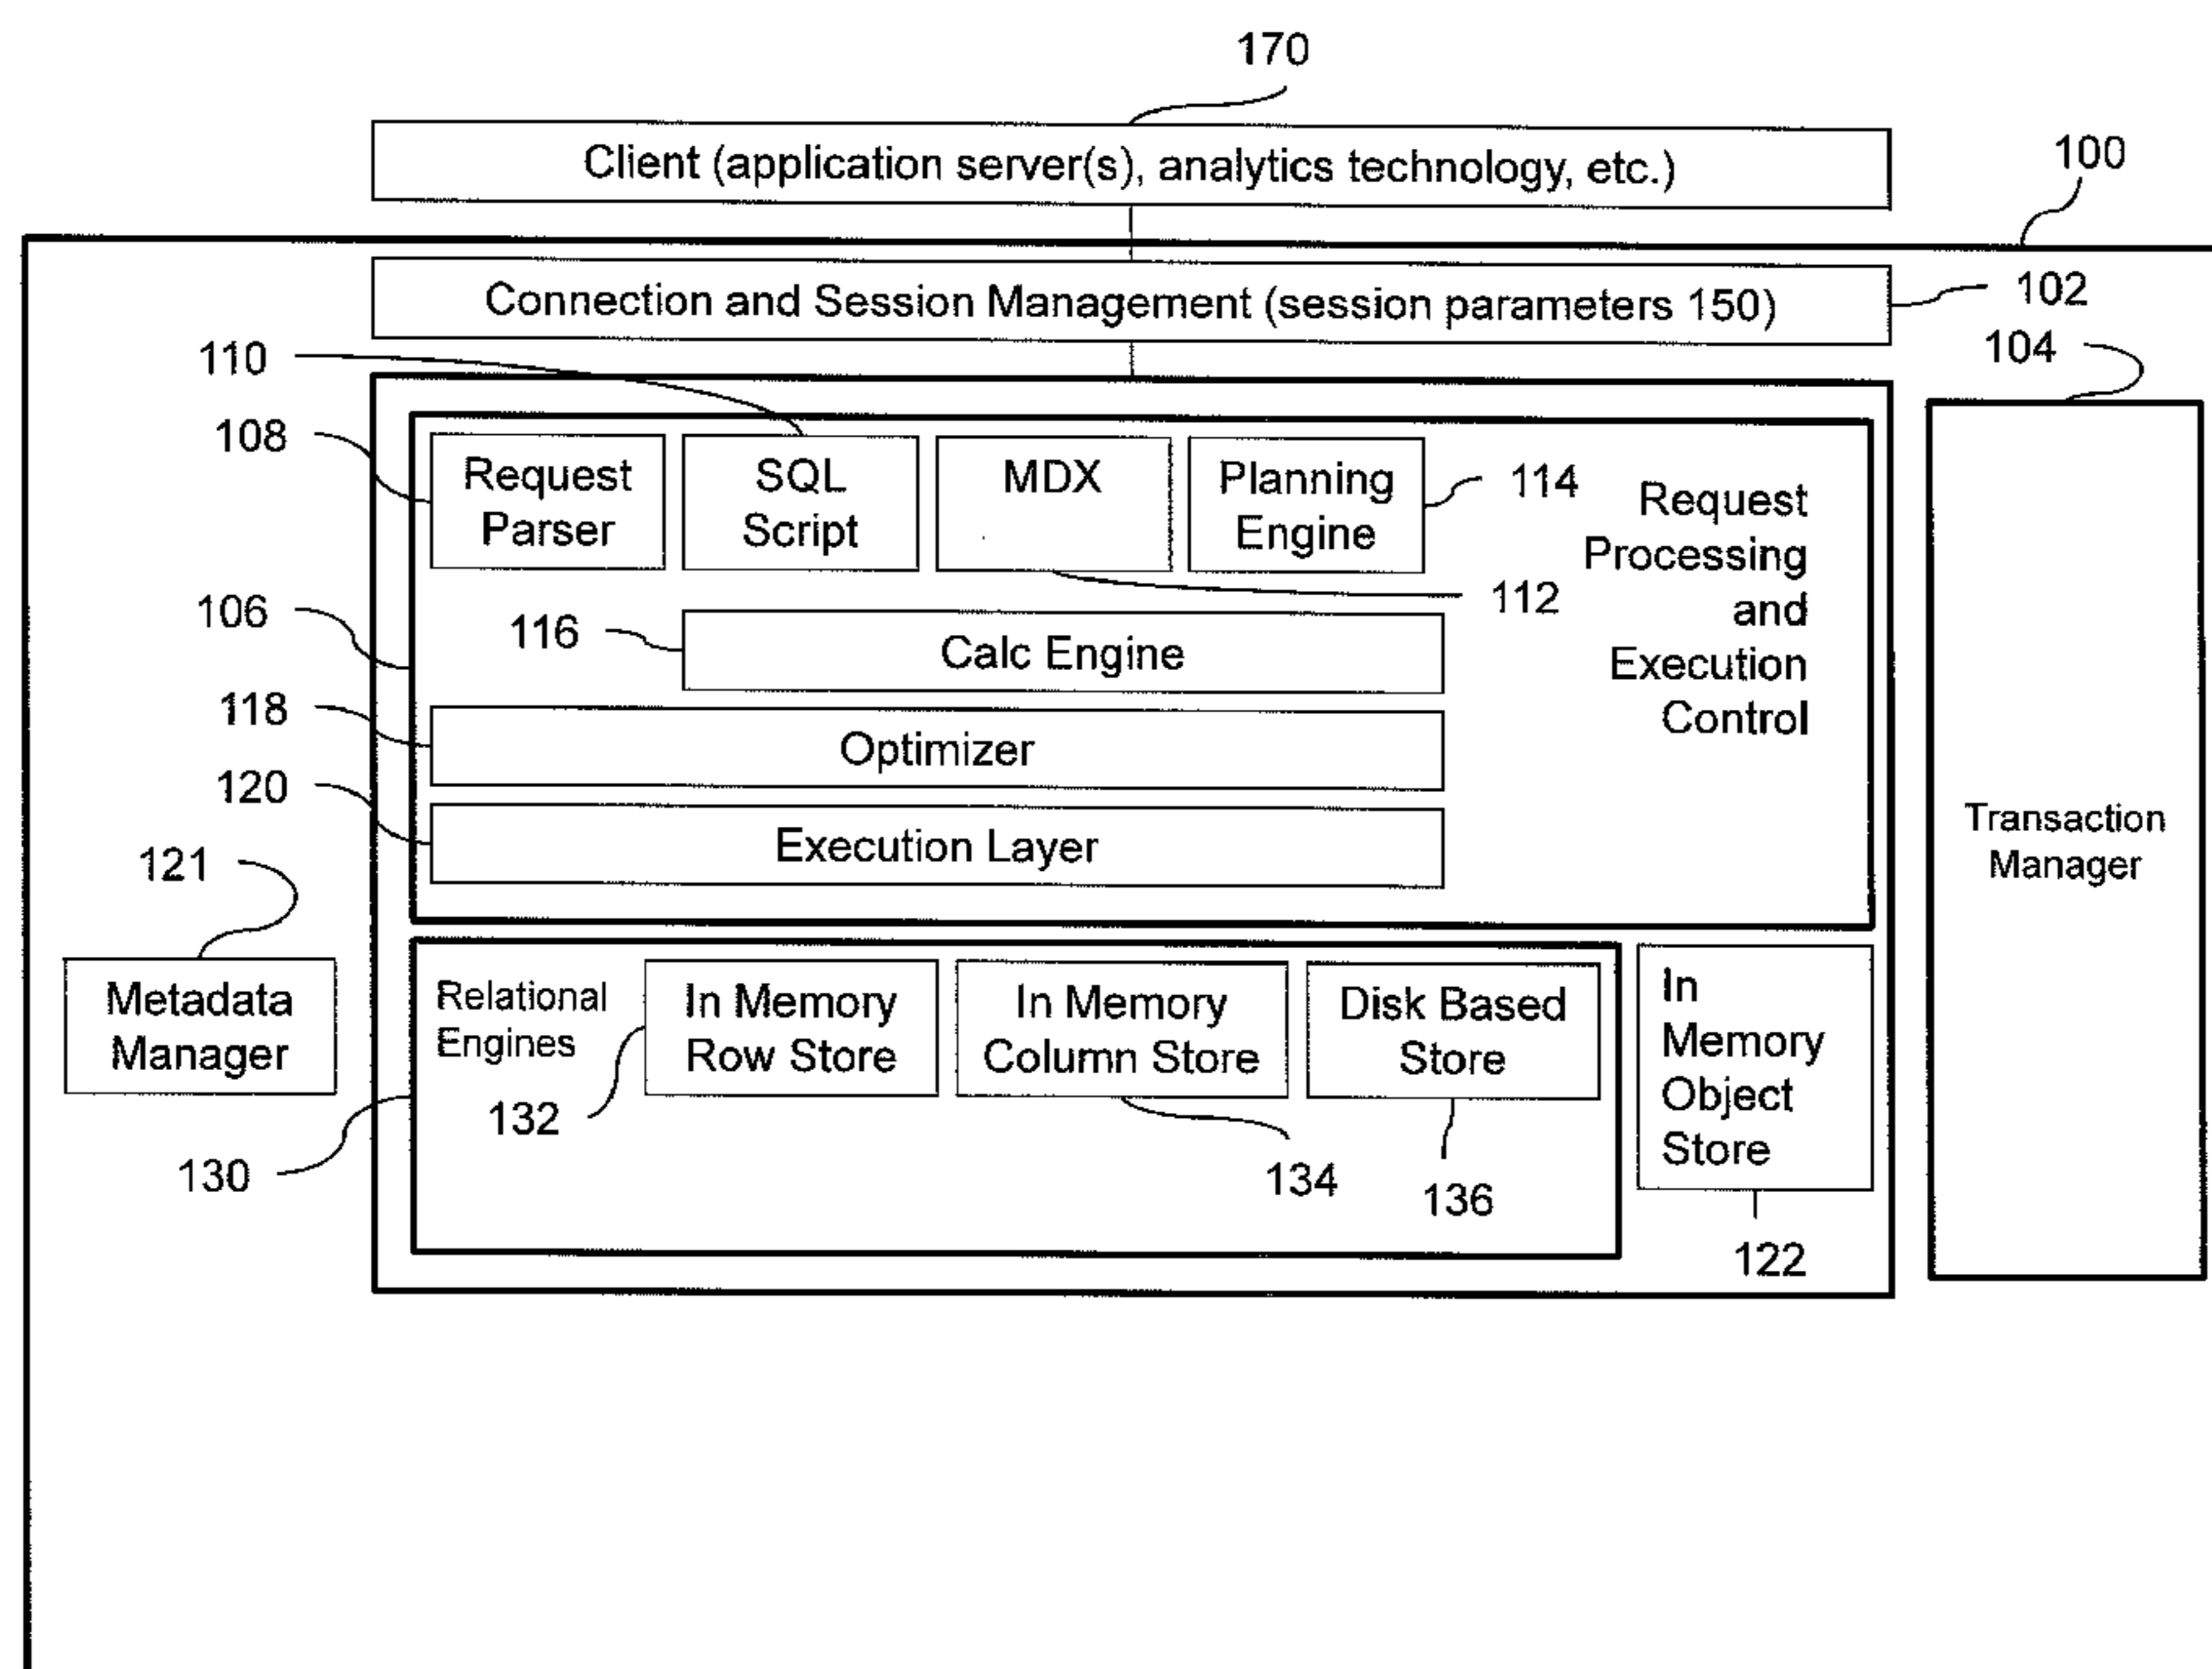 170
Client (application server(s), analytics technology, etc.)
100
Connection and Session Management (session parameters 150)
102
104
110
108
Request
Parser
SQL
Script
MDX
Planning
Engine
114
Request
Processing
and
Execution
Control
112
106
116
Calc Engine
118
Optimizer
120
Execution Layer
Transaction
Manager
121
Metadata
Manager
Relational
Engines
In Memory
Row Store
In Memory
Column Store
Disk Based
Store
In
Memory
Object
Store
132
130
134
136
122